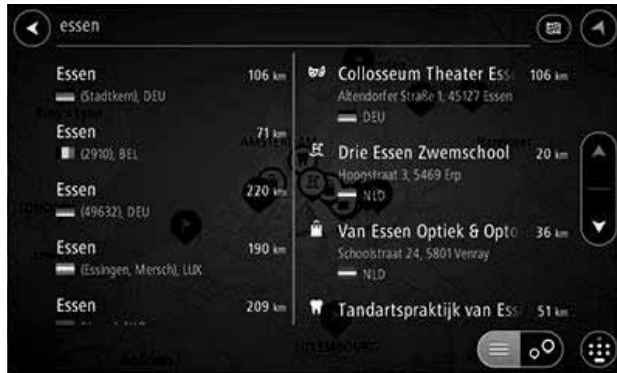 essen
Essen 106 km
(Stadtkern), DEU
Essen 71 km
(2910), BEL
Essen 220 km
(49632), DEU
Essen 190 km
(Essingen, Mersch), LUX
Essen 209 km
Collosseum Theater Ess 106 km
Altendorfer Straße 1, 45127 Essen
DEU
Drie Essen Zwemschool 20 km
Hoogstraat 3, 5469 Erp
NLD
Van Essen Optiek & Opto 36 km
Schoolstraat 24, 5801 Venray
NLD
Tandartspraktijk van Ess 51 km